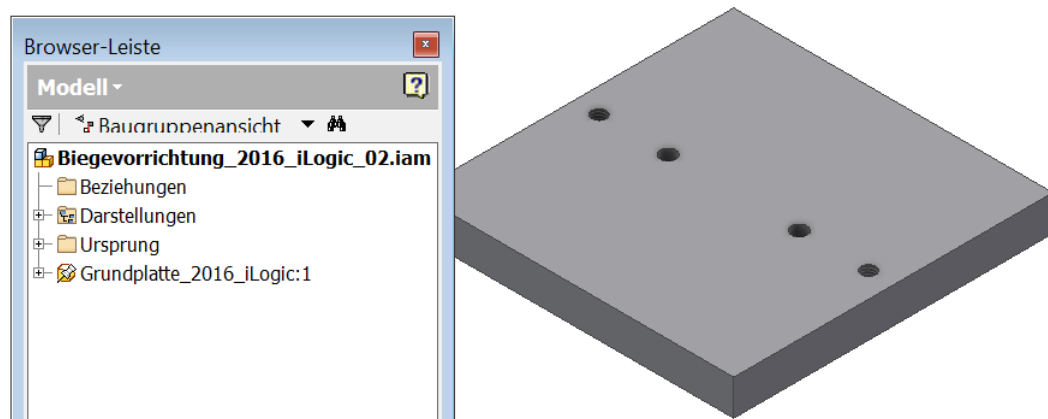 Browser-Leiste
Modell
Baugruppenansicht
Biegevorrichtung_2016_iLogic_02.iam
Beziehungen
Darstellungen
Ursprung
Grundplatte_2016_iLogic:1